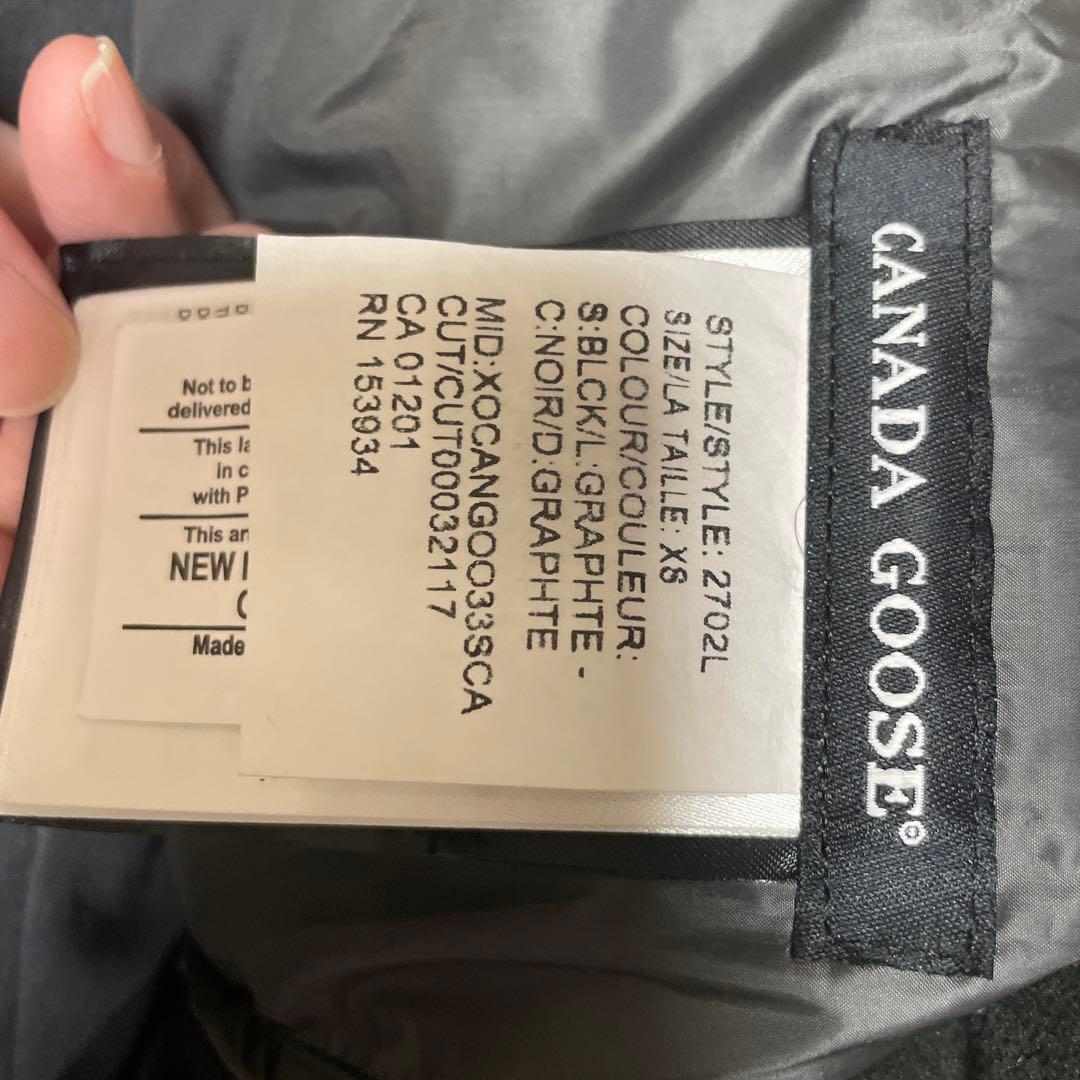 CANADA GOOSE®
STYLE/STYLE: 2702L
SIZE/LA TAILLE: XS
COLOUR/COULEUR:
S:BLCK/L:GRAPHTE -
C:NOIR/D:GRAPHTE
MID:XOCANGOO33SCA
CUT/CUT00032117
CA 01201
RN 153934
Not to b
delivered
This la
in c
with P
This ar
NEW
Made